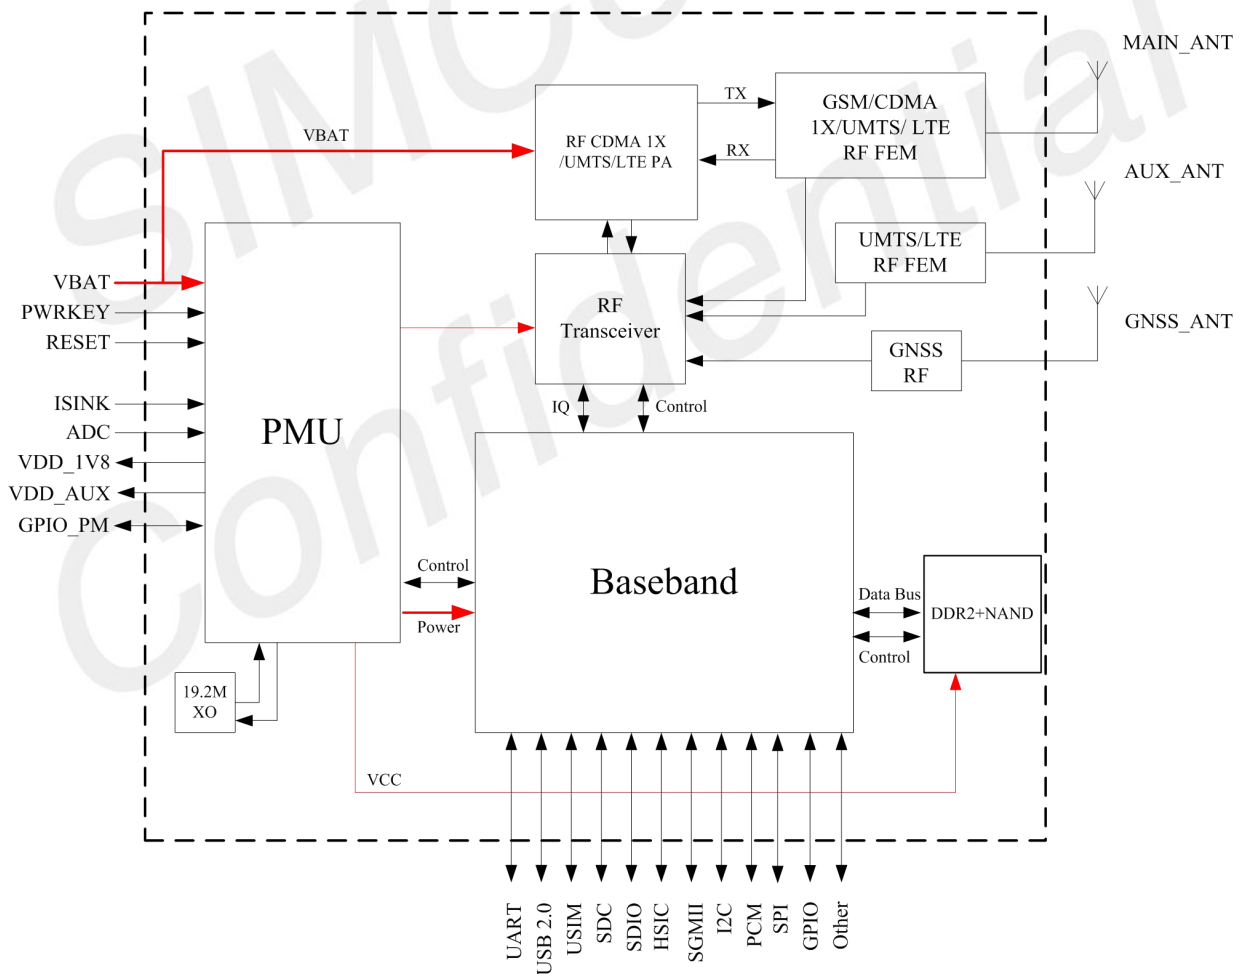 SIMCo
Confidential
MAIN_ANT
TX
GSM/CDMA
1X/UMTS/ LTE
RF FEM
VBAT
RF CDMA 1X
/UMTS/LTE PA
RX
AUX_ANT
UMTS/LTE
RF FEM
VBAT
PWRKEY
RESET
RF
Transceiver
GNSS_ANT
GNSS
RF
ISINK
ADC
VDD_1V8
VDD_AUX
GPIO_PM
PMU
IQ
Control
Control
Power
Baseband
Data Bus
Control
DDR2+NAND
19.2M
XO
VCC
UART
USB 2.0
USIM
SDC
SDIO
HSIC
SGMII
I2C
PCM
SPI
GPIO
Other